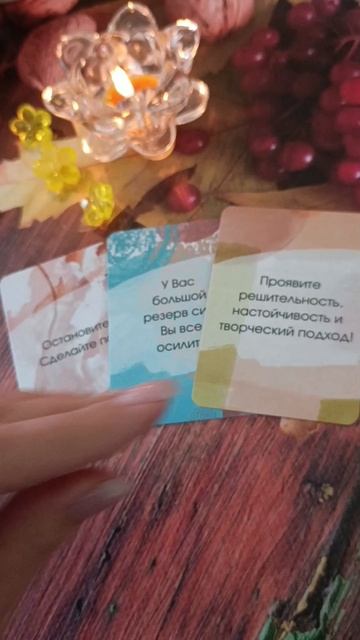 Остановите
Сделайте
У Вас
большой
резерв си
Вы все
осилит
Проявите
решительность,
настойчивость и
творческий подход!